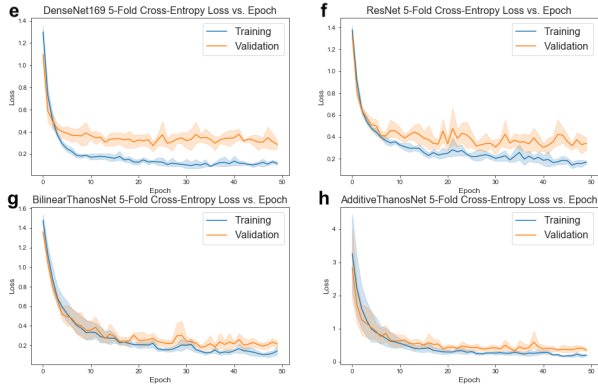 e
DenseNet169 5-Fold Cross-Entropy Loss vs. Epoch
1.4
1.2
1.0
0.8
0.6
0.4
0.2
Loss
Training
Validation
0 10 20 30 40 50
Epoch
f
ResNet 5-Fold Cross-Entropy Loss vs. Epoch
1.4
1.2
1.0
0.8
0.6
0.4
0.2
Loss
Training
Validation
0 10 20 30 40 50
Epoch
g
BilinearThanosNet 5-Fold Cross-Entropy Loss vs. Epoch
1.6
1.4
1.2
1.0
0.8
0.6
0.4
0.2
0.0
Loss
Training
Validation
0 10 20 30 40 50
Epoch
h
AdditiveThanosNet 5-Fold Cross-Entropy Loss vs. Epoch
4
3
2
1
0
Loss
Training
Validation
0 10 20 30 40 50
Epoch